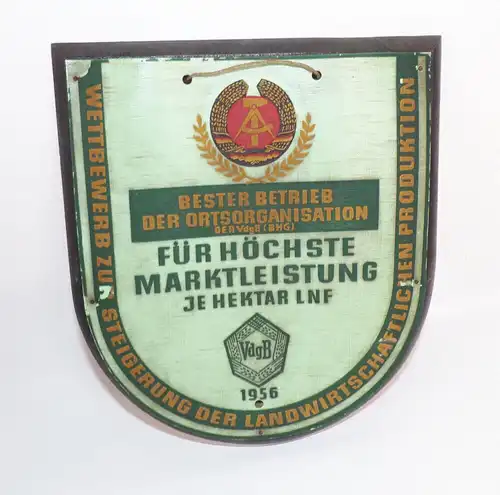 WETTBEWERB ZUR STEIGERUNG DER LANDWIRTSCHAFTLICHEN PRODUKTION
BESTER BETRIEB
DER ORTSORGANISATION
DER VdgB (BHG)
FÜR HÖCHSTE
MARKTLEISTUNG
JE HEKTAR LNF
VdgB
1956